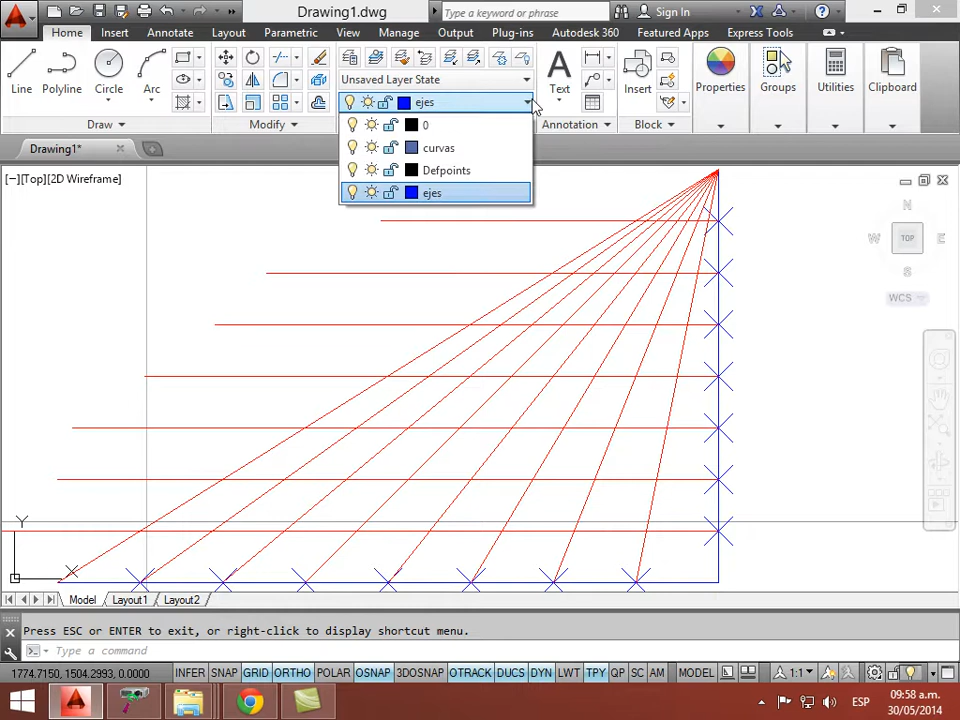 Drawing1.dwg
Type a keyword or phrase
Sign In
Home Insert Annotate Layout Parametric View Manage Output Plug-ins Autodesk 360 Featured Apps Express Tools
Line Polyline Circle Arc
Draw
Modify
Unsaved Layer State
ejes
0
curvas
Defpoints
ejes
Text
Annotation
Insert
Block
Properties
Groups
Utilities
Clipboard
Drawing1*
[−][Top][2D Wireframe]
N
W TOP E
S
WCS
Y
X
Model Layout1 Layout2
Press ESC or ENTER to exit, or right-click to display shortcut menu.
Type a command
1774.7150, 1504.2993, 0.0000 INFER SNAP GRID ORTHO POLAR OSNAP 3DOSNAP OTRACK DUCS DYN LWT TPY QP SC AM MODEL 1:1
ESP
09:58 a.m.
30/05/2014